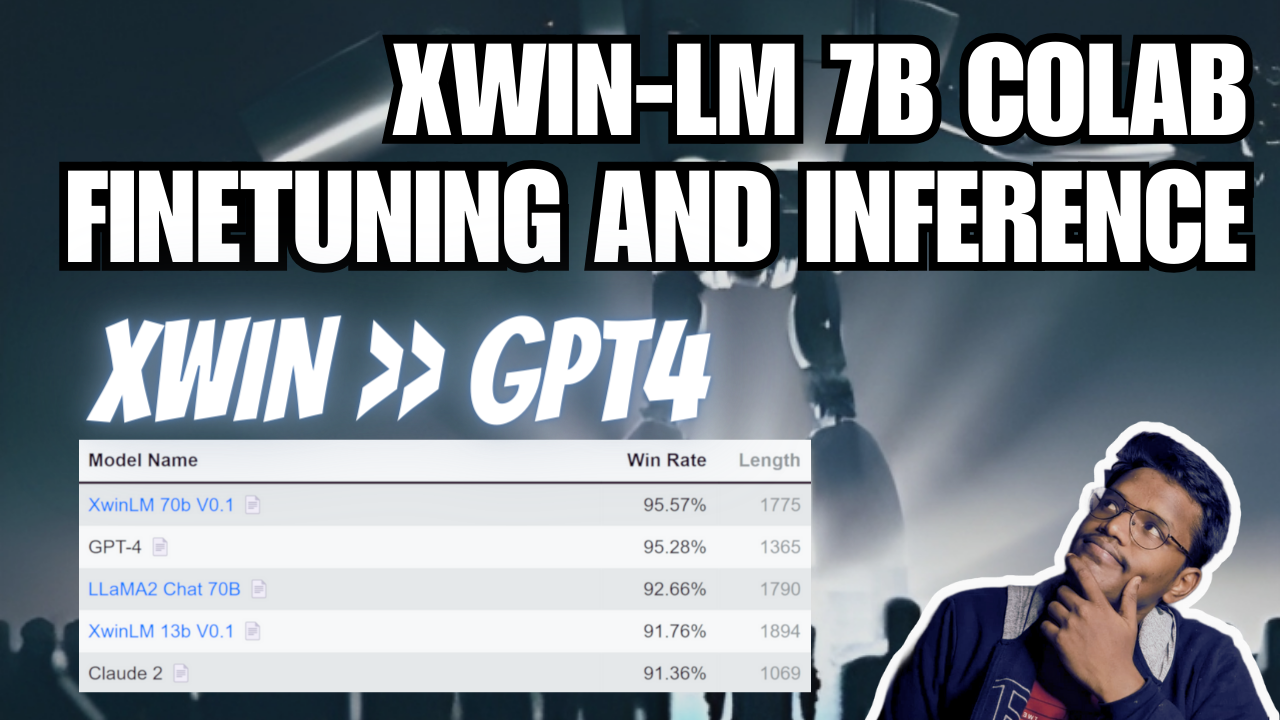 XWIN-LM 7B COLAB
FINETUNING AND INFERENCE
XWIN >> GPT4
Model Name Win Rate Length
XwinLM 70b V0.1 95.57% 1775
GPT-4 95.28% 1365
LLaMA2 Chat 70B 92.66% 1790
XwinLM 13b V0.1 91.76% 1894
Claude 2 91.36% 1069